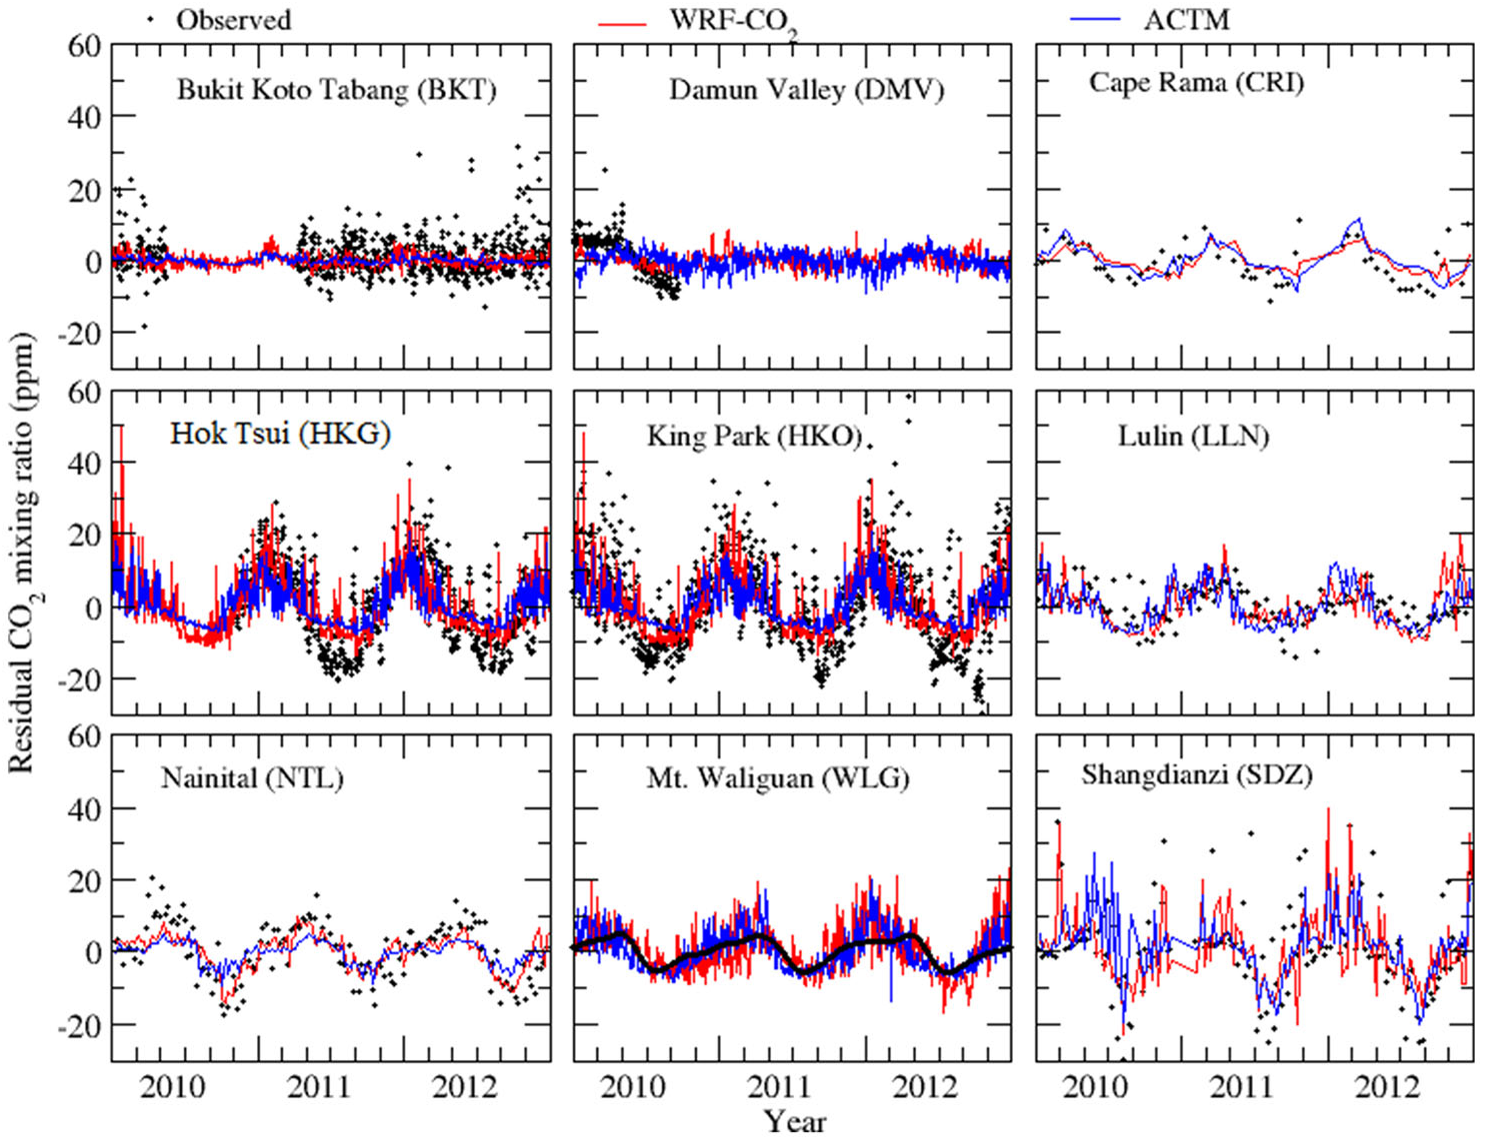 Observed WRF-CO2 ACTM
60 Bukit Koto Tabang (BKT) Damun Valley (DMV) Cape Rama (CRI)
40
20
0
-20
60 Hok Tsui (HKG) King Park (HKO) Lulin (LLN)
40
20
0
-20
60 Nainital (NTL) Mt. Waliguan (WLG) Shangdianzi (SDZ)
40
20
0
-20
Residual CO2 mixing ratio (ppm)
2010 2011 2012 2010 2011 2012 2010 2011 2012
Year